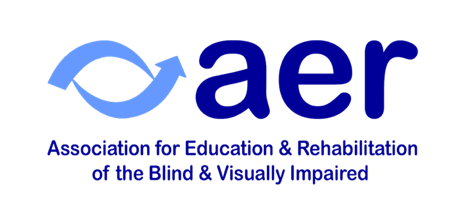 aer
Association for Education & Rehabilitation
of the Blind & Visually Impaired